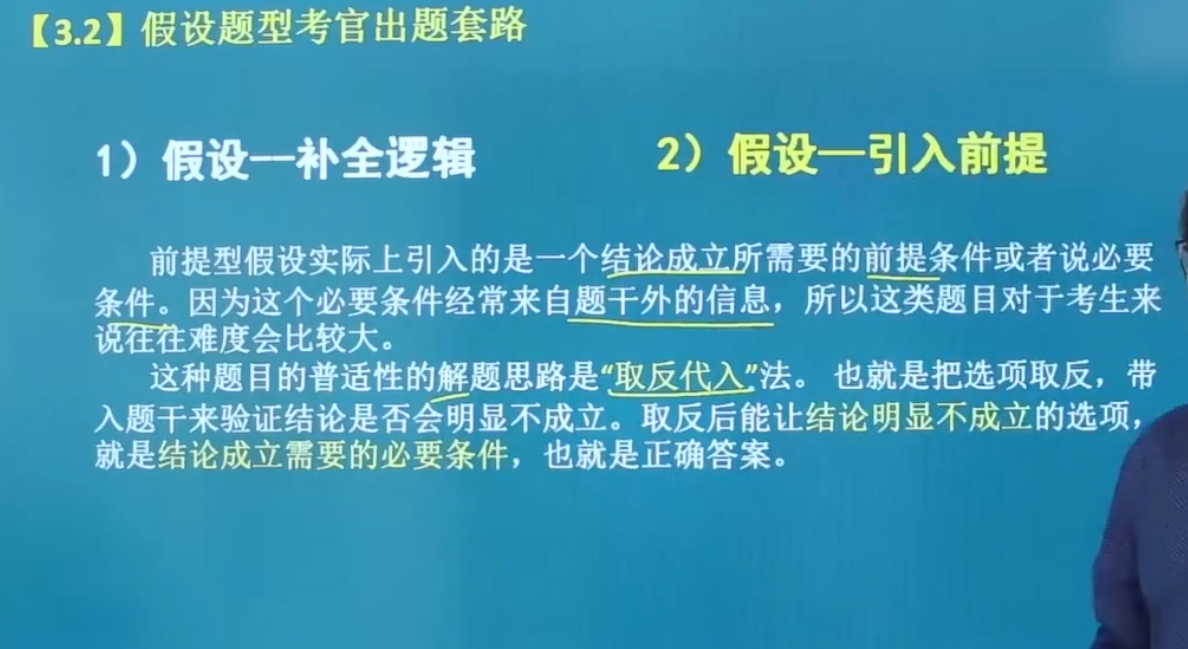 【3.2】假设题型考官出题套路
1）假设—补全逻辑
2）假设—引入前提
前提型假设实际上引入的是一个结论成立所需要的前提条件或者说必要
条件。因为这个必要条件经常来自题干外的信息，所以这类题目对于考生来
说往往难度会比较大。
这种题目的普适性的解题思路是“取反代入”法。 也就是把选项取反，带
入题干来验证结论是否会明显不成立。取反后能让结论明显不成立的选项，
就是结论成立需要的必要条件，也就是正确答案。